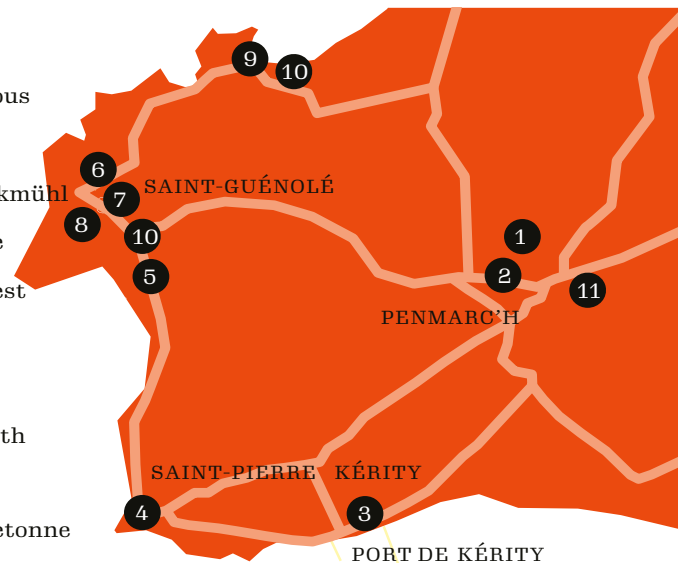 9
10
ous
6
kmühl
7
SAINT-GUÉNOLÉ
8
10
1
e
5
2
est
11
PENMARC'H
th
SAINT-PIERRE KÉRITY
4
3
etonne
PORT DE KÉRITY